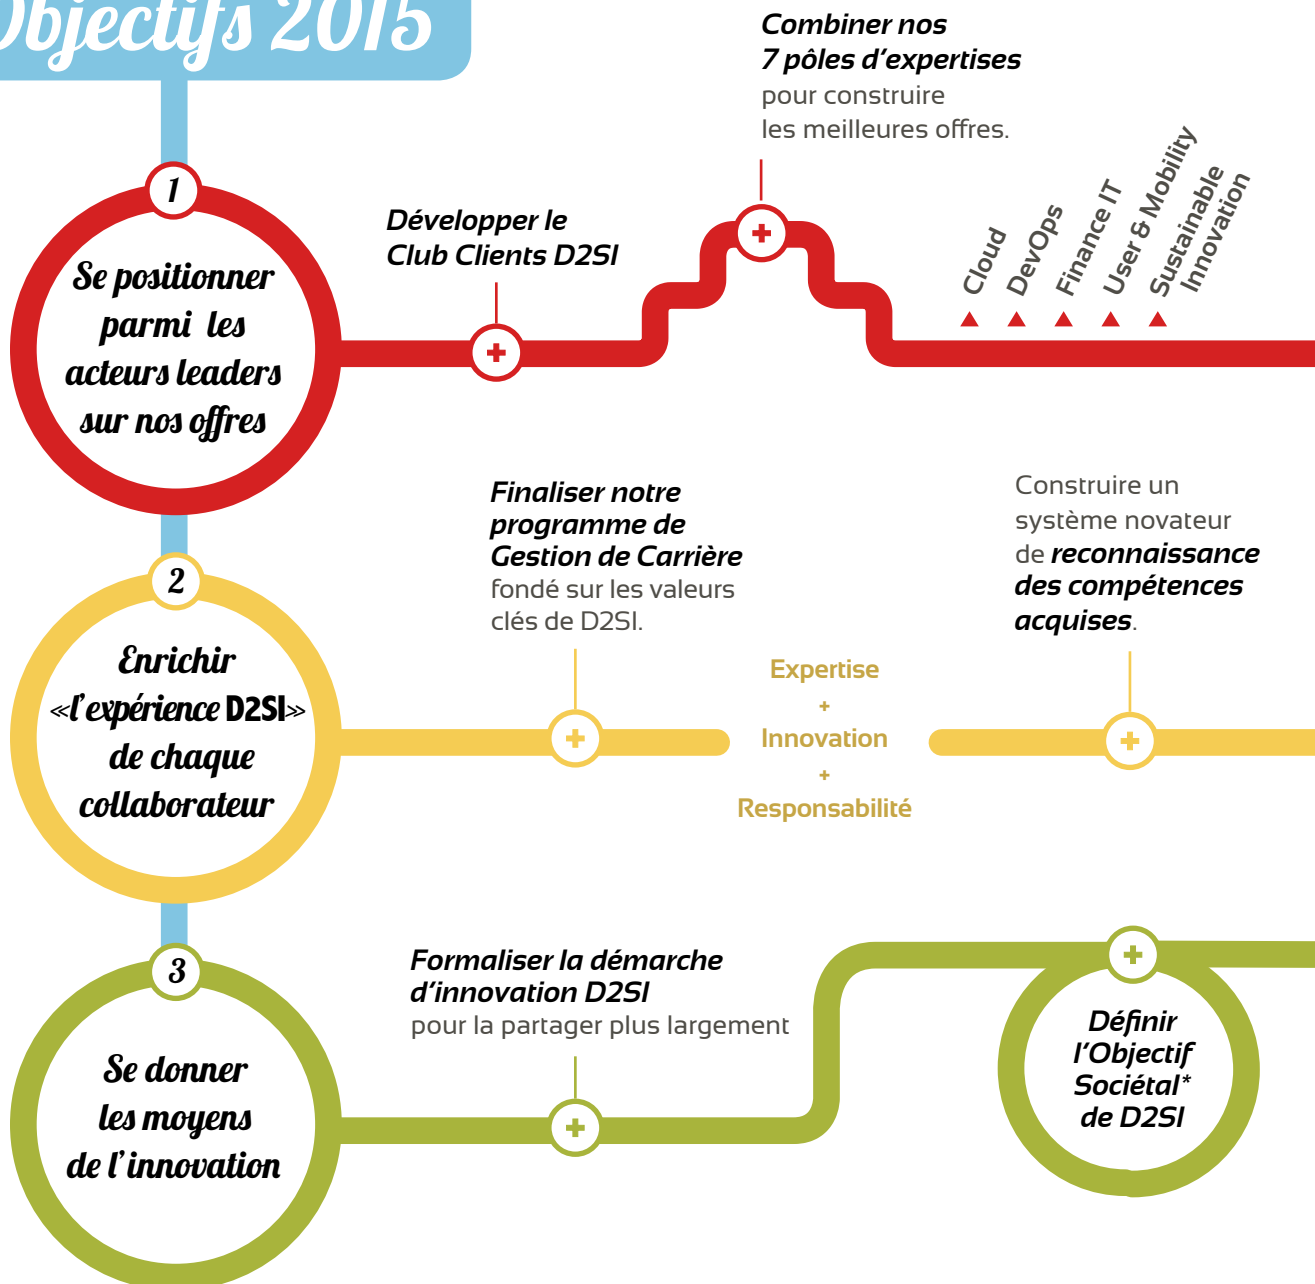 Objectifs 2015
Combiner nos
7 pôles d'expertises
pour construire
les meilleures offres.
1
Se positionner
parmi les
acteurs leaders
sur nos offres
Développer le
Club Clients D2SI
Cloud
DevOps
Finance IT
User & Mobility
Sustainable
Innovation
2
Enrichir
«l'expérience D2SI»
de chaque
collaborateur
Finaliser notre
programme de
Gestion de Carrière
fondé sur les valeurs
clés de D2SI.
Expertise
+
Innovation
+
Responsabilité
Construire un
système novateur
de reconnaissance
des compétences
acquises.
3
Se donner
les moyens
de l'innovation
Formaliser la démarche
d'innovation D2SI
pour la partager plus largement
Définir
l'Objectif
Sociétal*
de D2SI